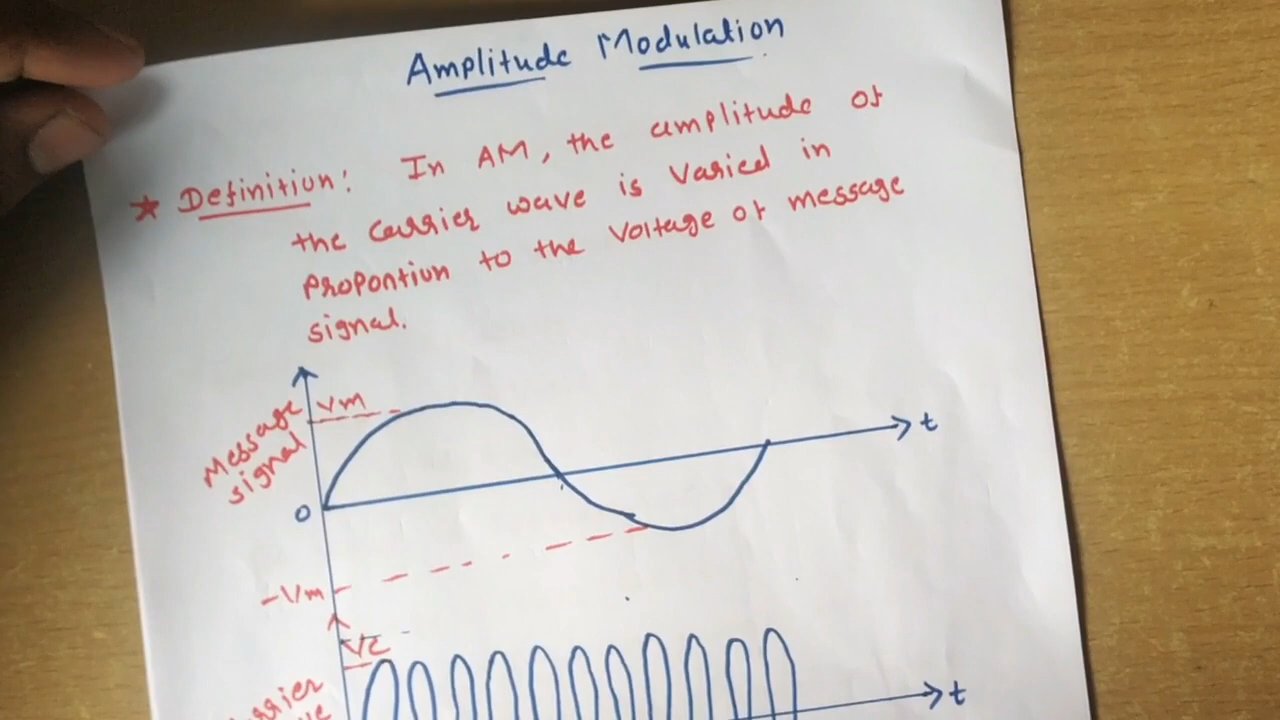 Amplitude Modulation
* Definition: In AM, the amplitude of
the carrier wave is varied in
propontion to the voltage of message
signal.
Message
signal
Vm
t
0
-Vm
Vc
t